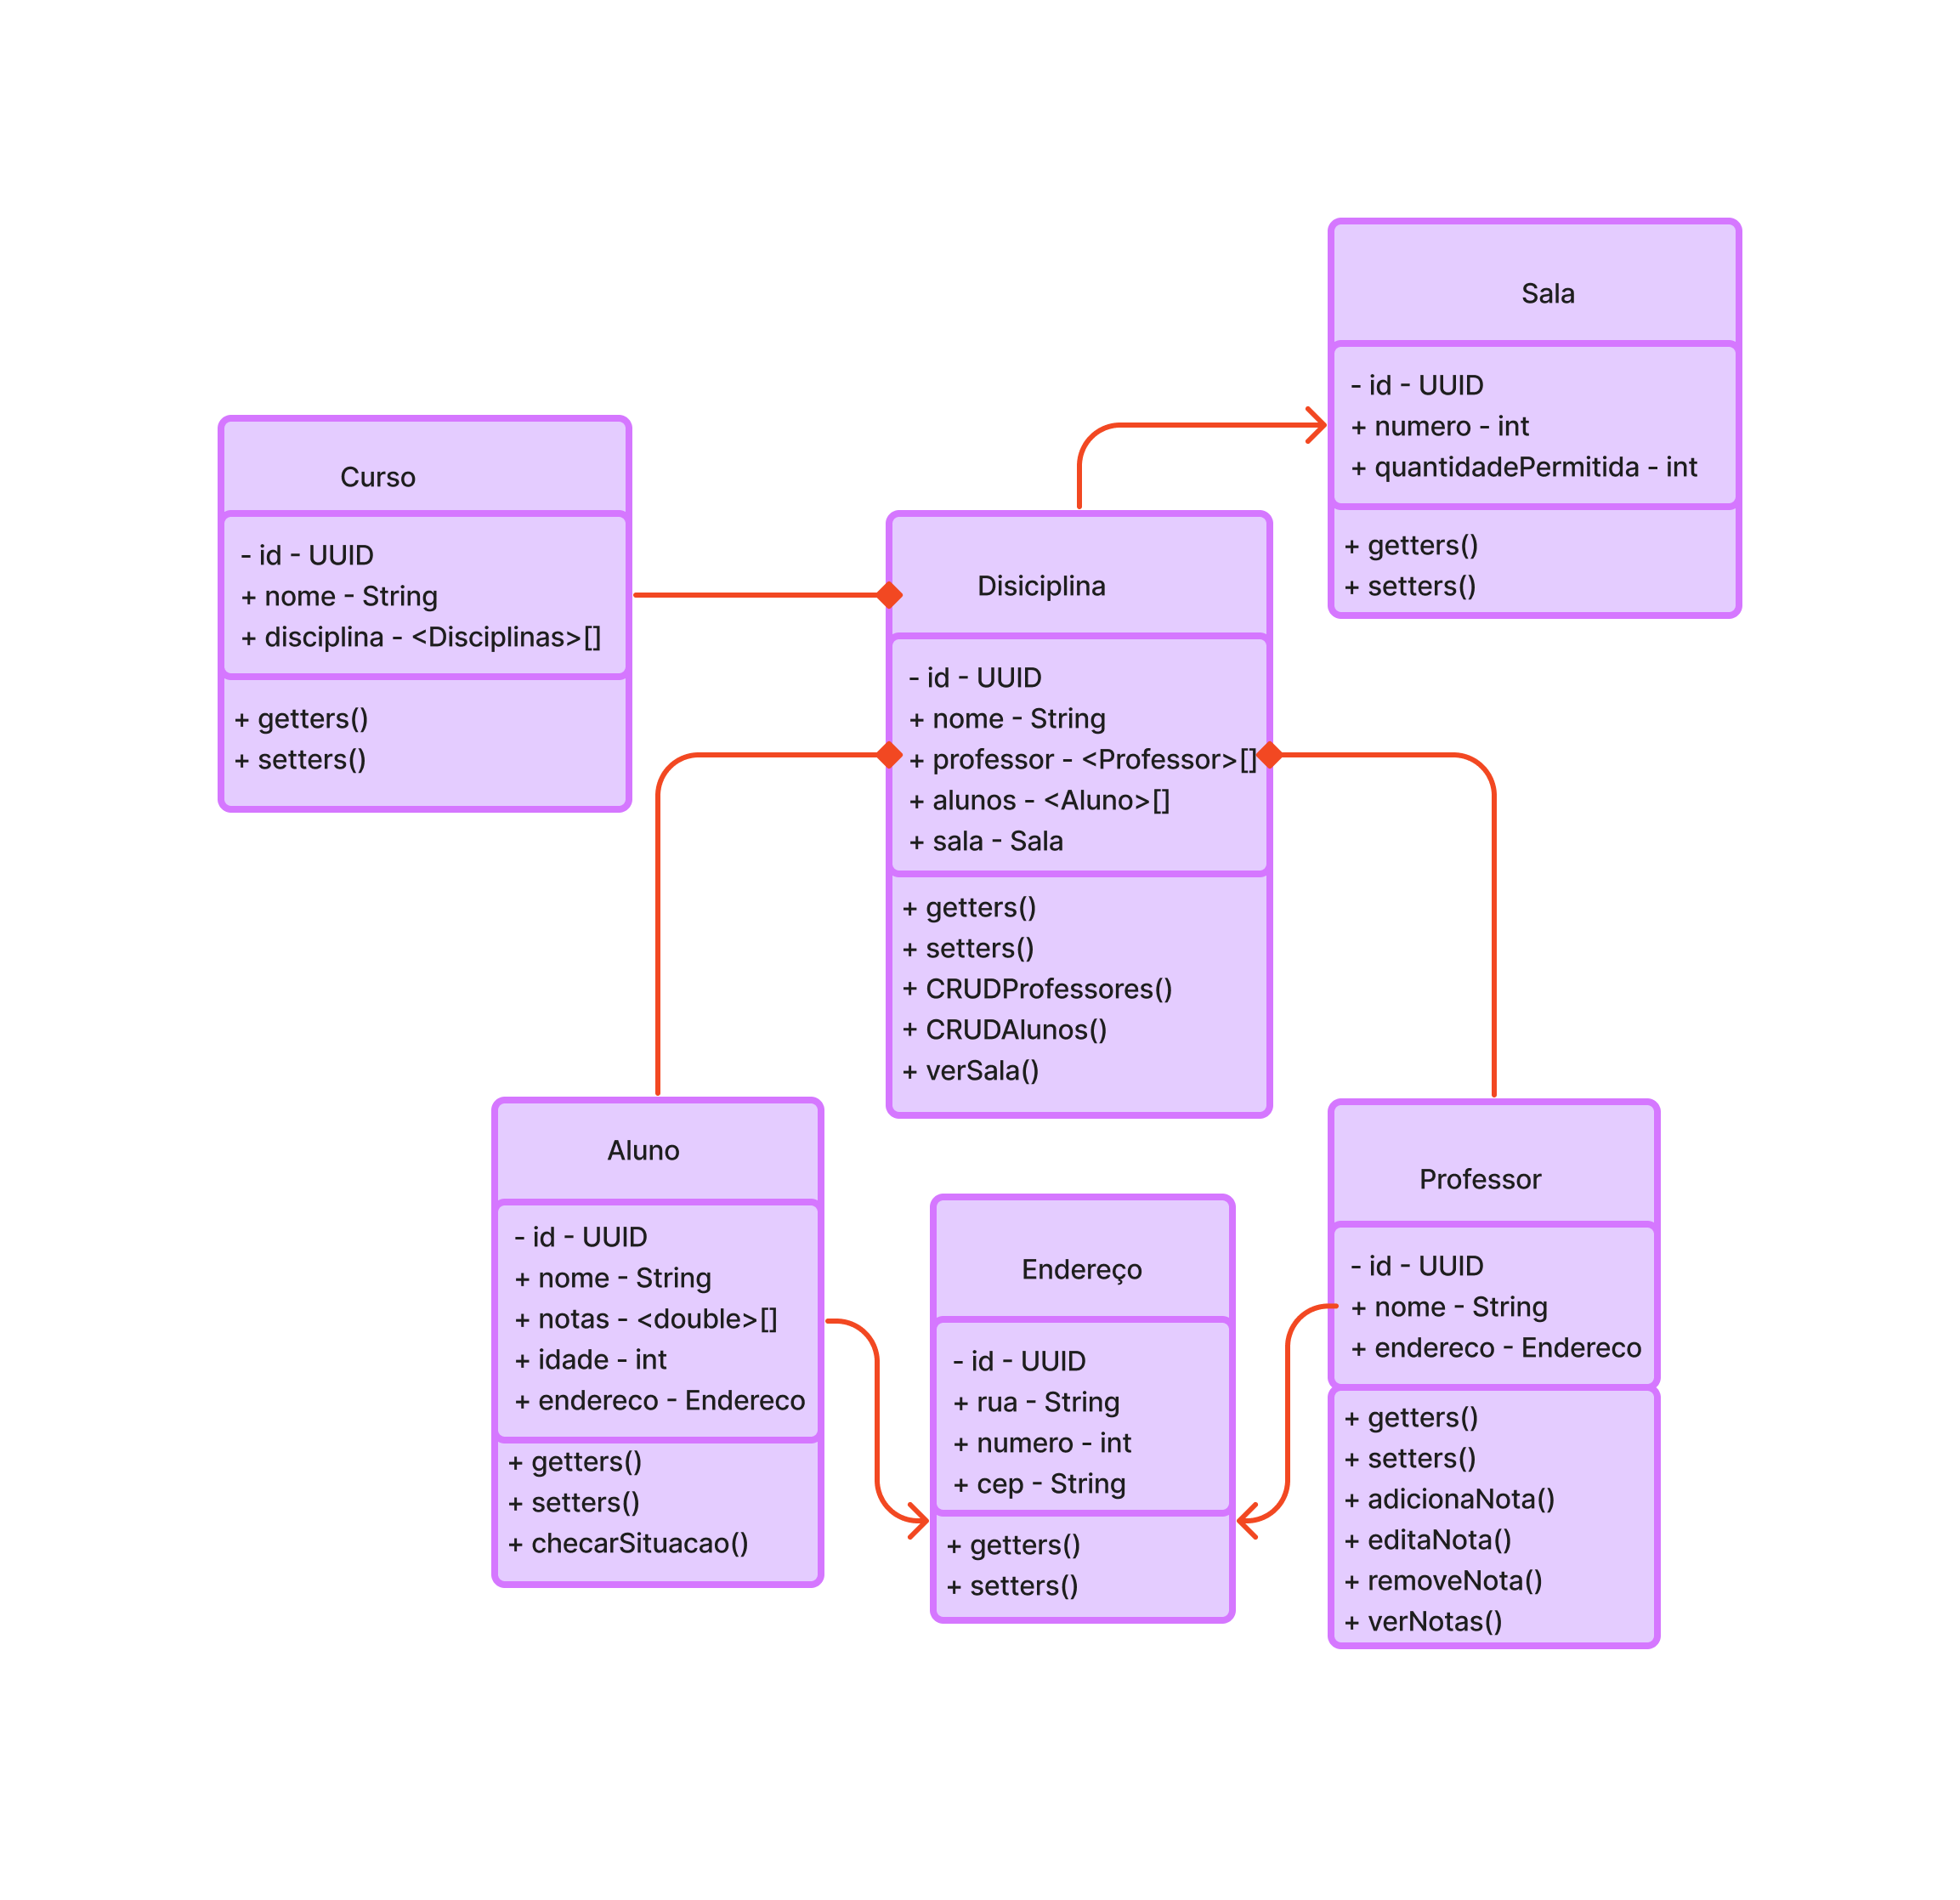 Sala
- id - UUID
+ numero - int
+ quantidadePermitida - int
+ getters()
+ setters()
Curso
- id - UUID
+ nome - String
+ disciplina - <Disciplinas>[]
+ getters()
+ setters()
Disiciplina
- id - UUID
+ nome - String
+ professor - <Professor>[]
+ alunos - <Aluno>[]
+ sala - Sala
+ getters()
+ setters()
+ CRUDProfessores()
+ CRUDAlunos()
+ verSala()
Aluno
- id - UUID
+ nome - String
+ notas - <double>[]
+ idade - int
+ endereco - Endereco
+ getters()
+ setters()
+ checarSituacao()
Endereço
- id - UUID
+ rua - String
+ numero - int
+ cep - String
+ getters()
+ setters()
Professor
- id - UUID
+ nome - String
+ endereco - Endereco
+ getters()
+ setters()
+ adicionaNota()
+ editaNota()
+ removeNota()
+ verNotas()